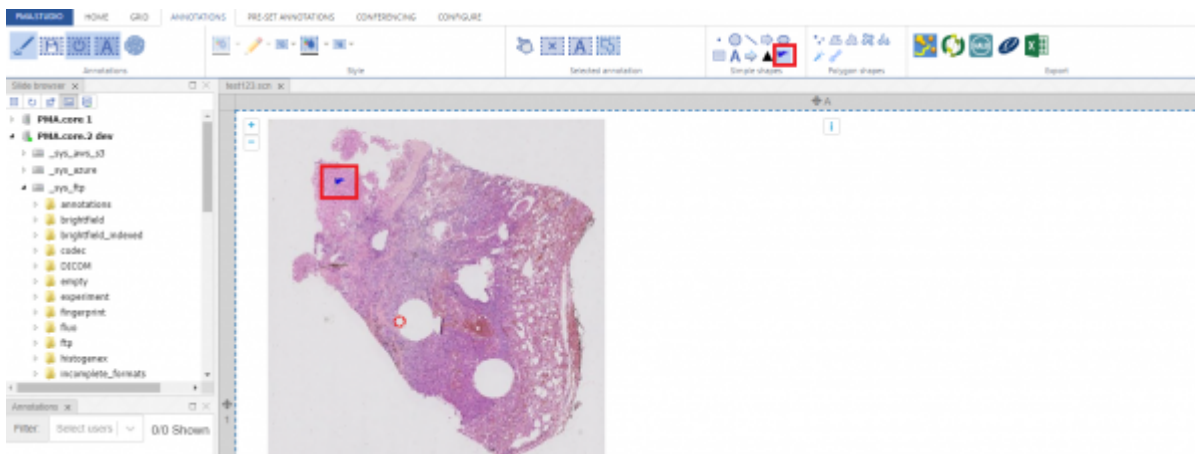 PMA.STUDIO HOME GRID ANNOTATIONS PRE-SET ANNOTATIONS CONFERENCING CONFIGURE
A
A
A
Annotations Style Selected annotation Simple shapes Polygon shapes Export
Slide browser x test123.scn x
A
PMA.core 1
PMA.core.2 dev
_sys_aws_s3
_sys_azure
_sys_ftp
annotations
brightfield
brightfield_indexed
codec
DICOM
empty
experiment
fingerprint
fluo
ftp
histogenex
incomplete_formats
Annotations x
1
Filter: Select users 0/0 Shown